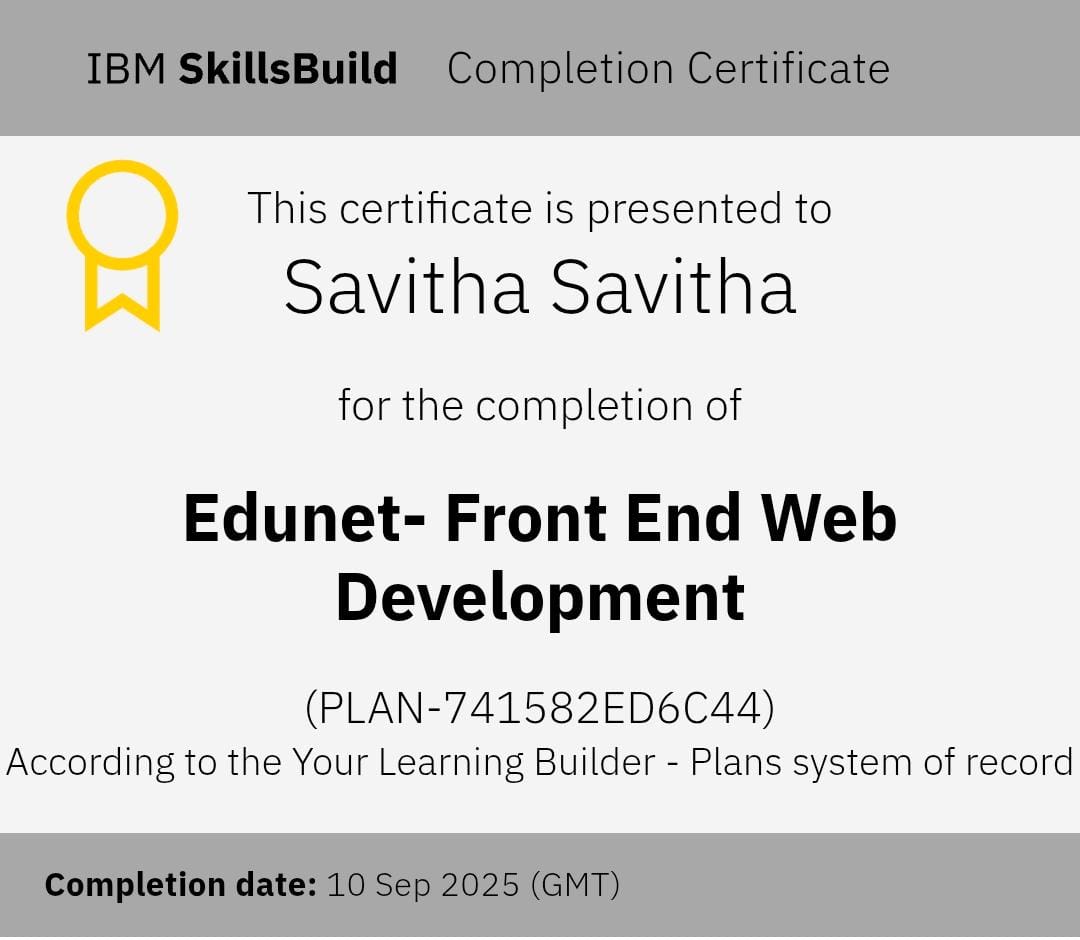 IBM SkillsBuild Completion Certificate
This certificate is presented to
Savitha Savitha
for the completion of
Edunet- Front End Web
Development
(PLAN-741582ED6C44)
According to the Your Learning Builder - Plans system of record
Completion date: 10 Sep 2025 (GMT)